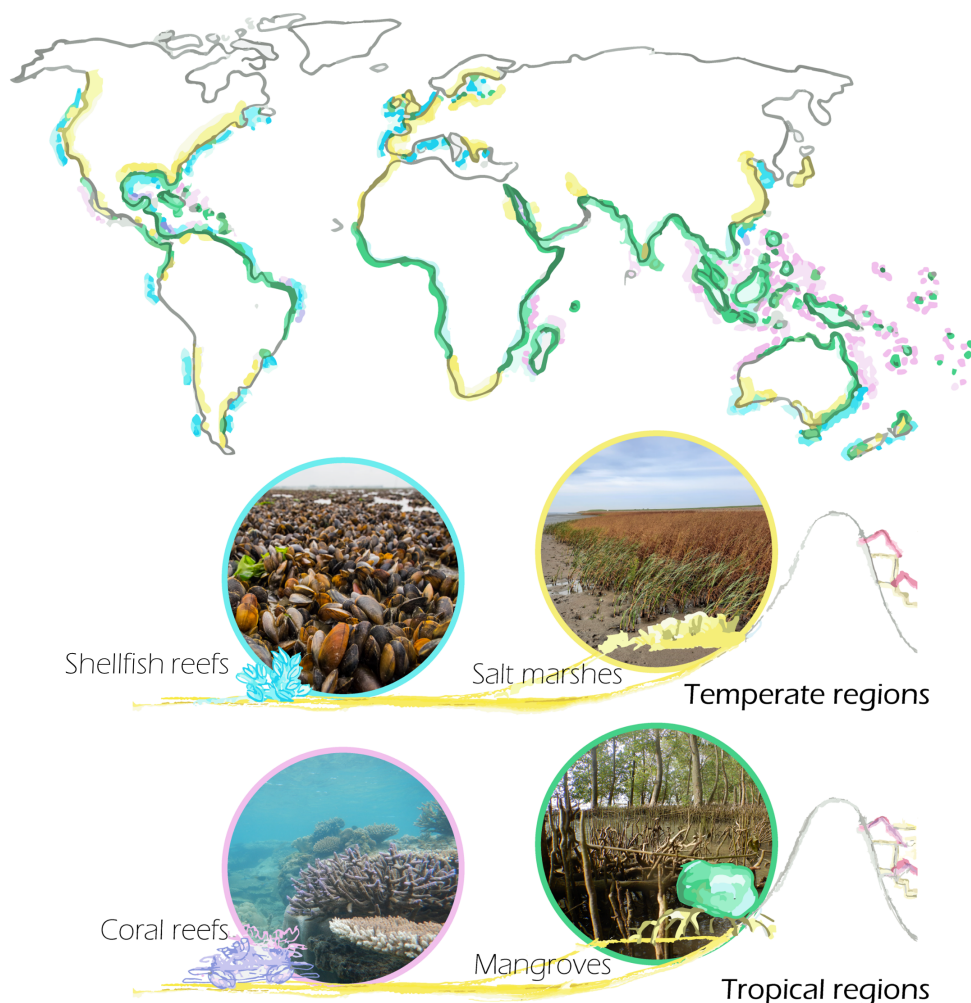 Shellfish reefs
Salt marshes
Temperate regions
Coral reefs
Mangroves
Tropical regions